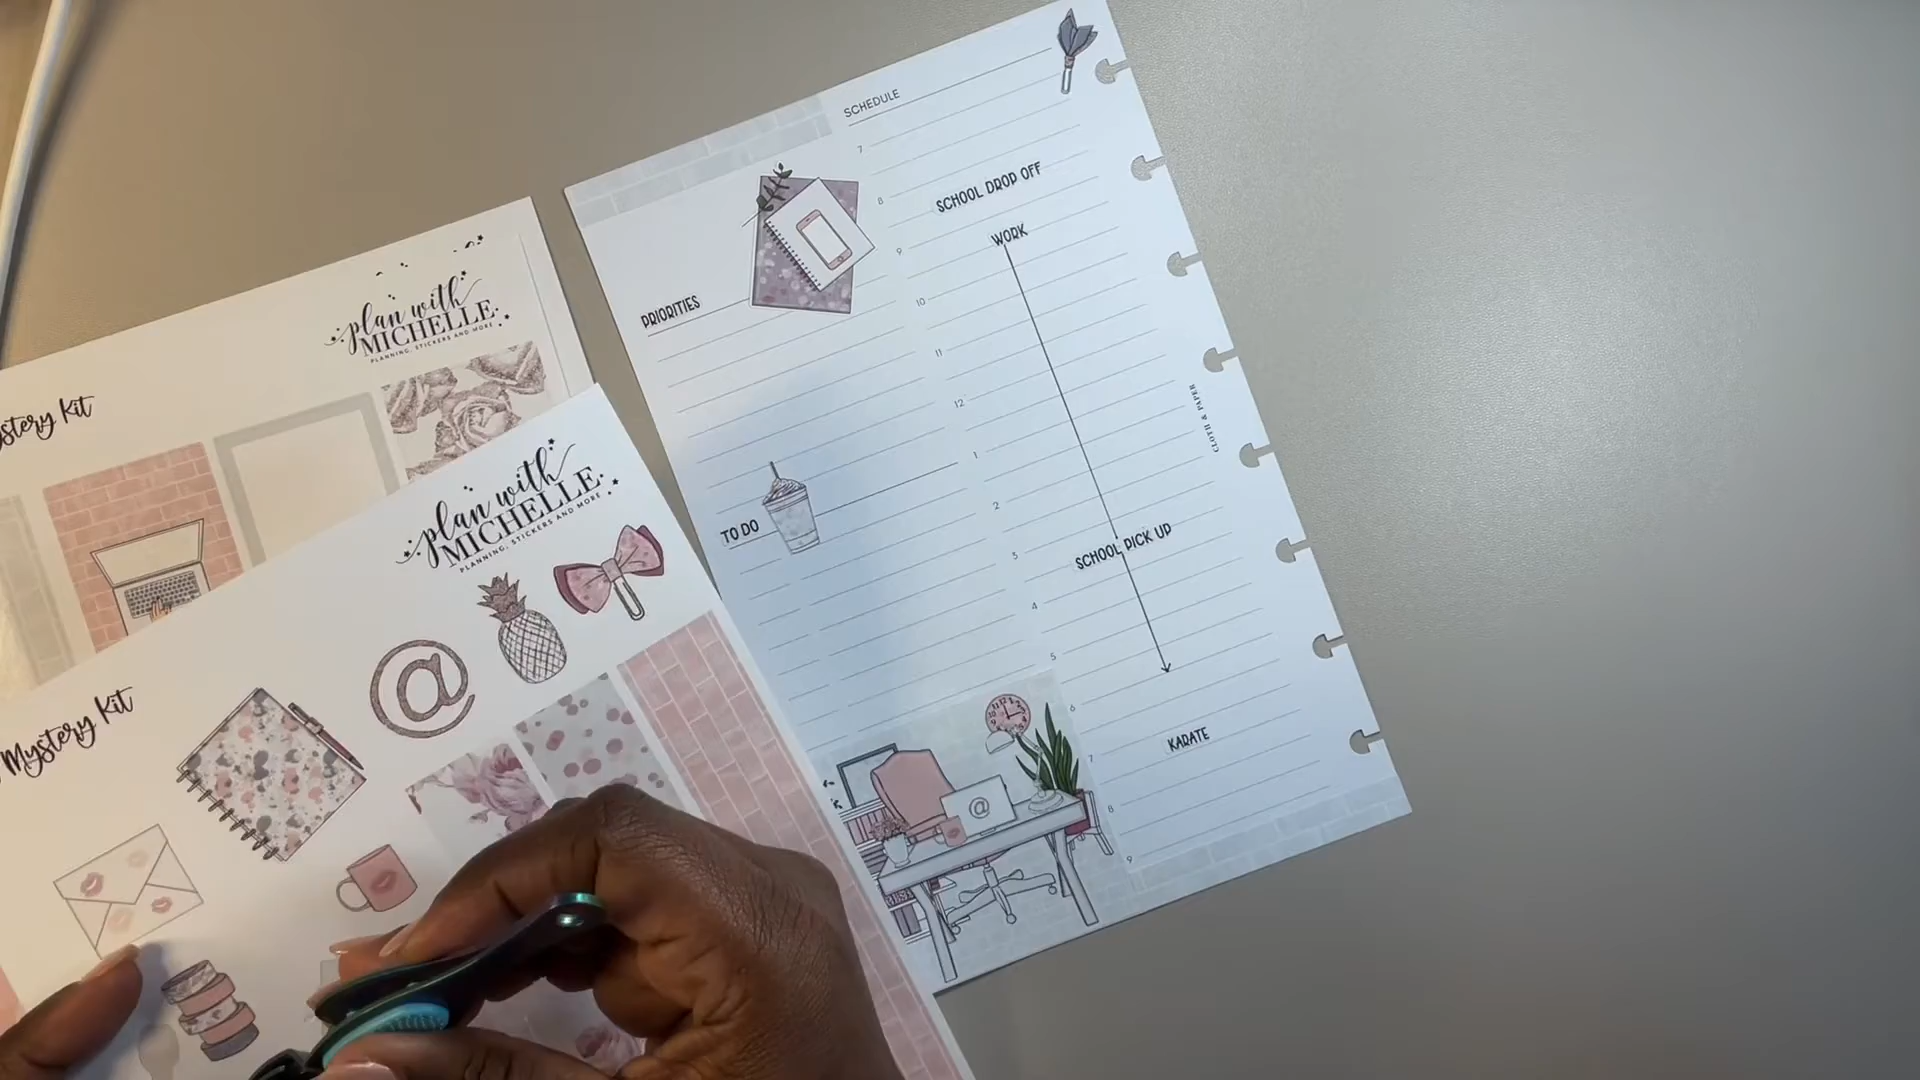 SCHEDULE
7
8
SCHOOL DROP OFF
9
WORK
10
11
12
1
2
3
SCHOOL PICK UP
4
5
6
7
KARATE
8
9
PRIORITIES
TO DO
CLOTH & PAPER
@
plan with
MICHELLE
PLANNING, STICKERS AND MORE
Kit
plan with
MICHELLE
PLANNING, STICKERS AND MORE
Mystery Kit
@